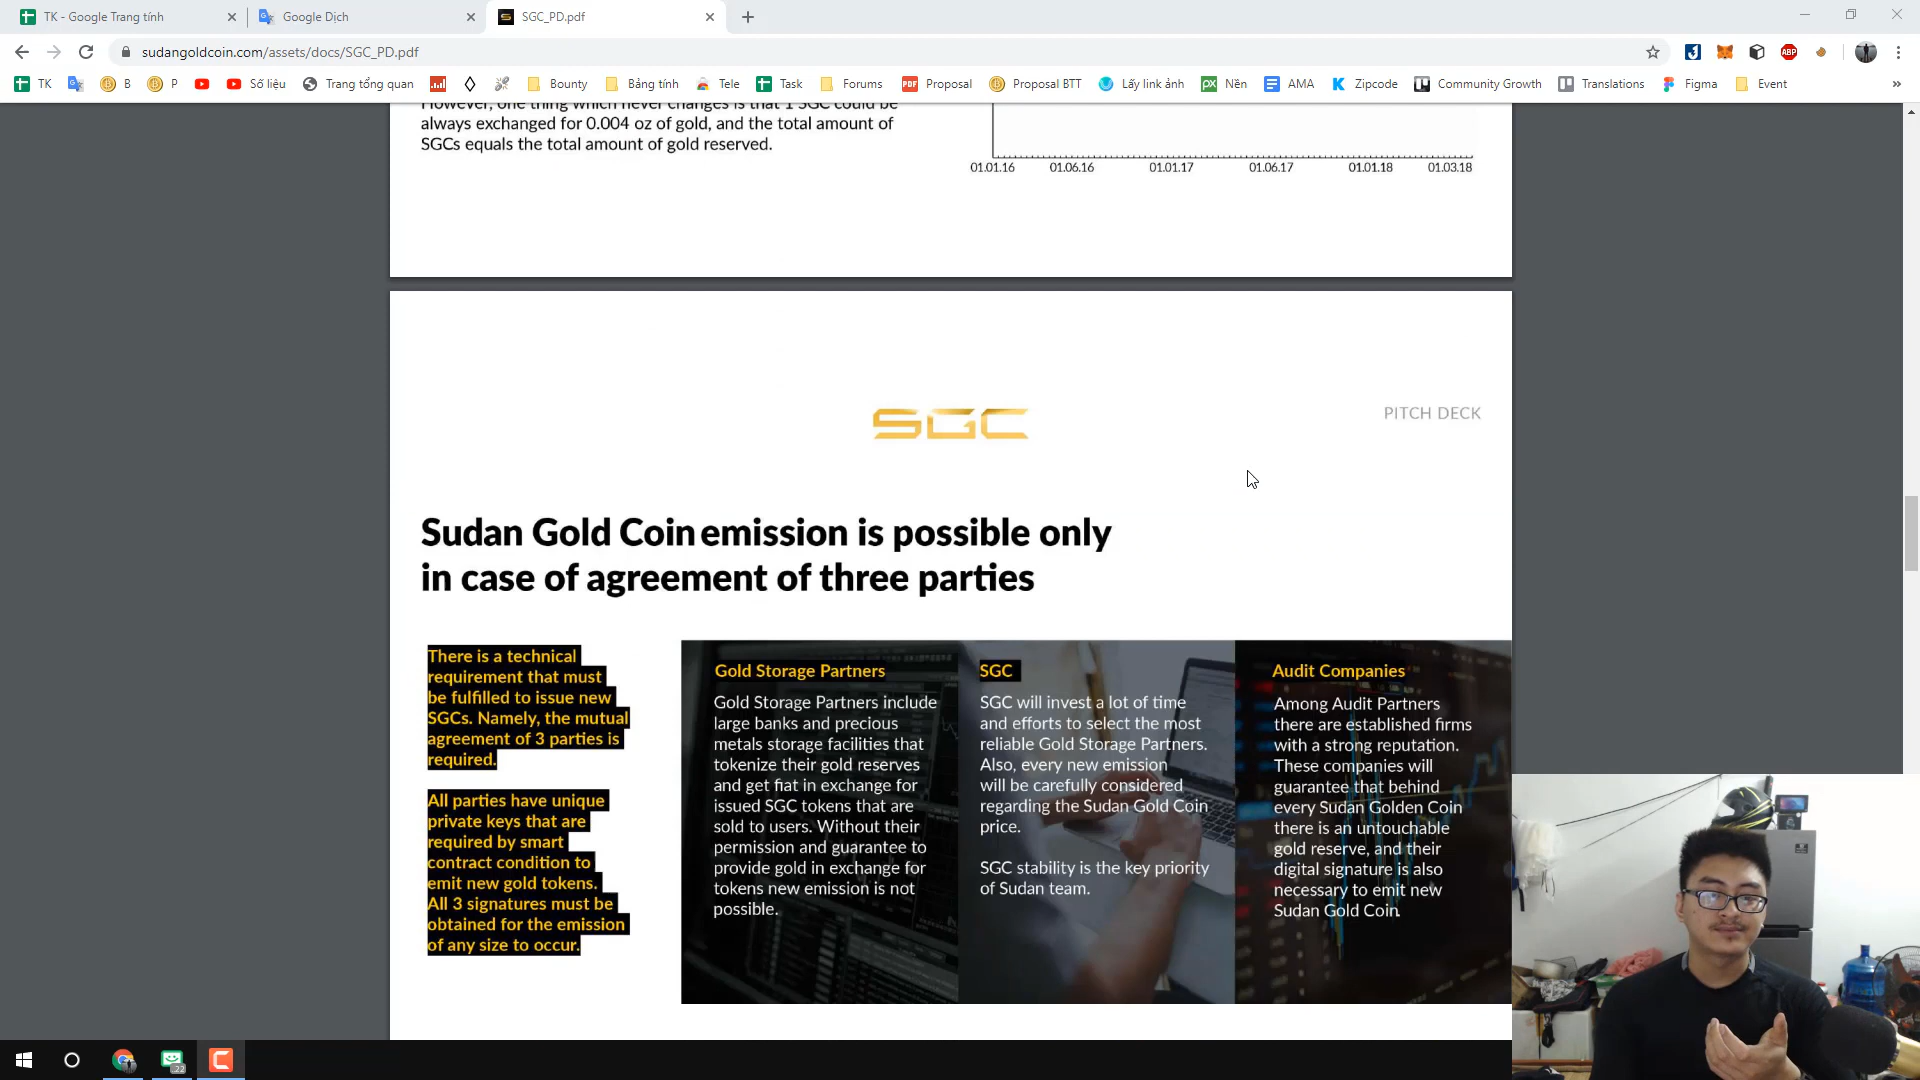 TK - Google Trang tính
Google Dịch
SGC_PD.pdf
sudangoldcoin.com/assets/docs/SGC_PD.pdf
TK
B
P
Số liệu
Trang tổng quan
Bounty
Bảng tính
Tele
Task
Forums
Proposal
Proposal BTT
Lấy link ảnh
Nền
AMA
Zipcode
Community Growth
Translations
Figma
Event
However, one thing which never changes is that 1 SGC could be
always exchanged for 0.004 oz of gold, and the total amount of
SGCs equals the total amount of gold reserved.
01.01.16 01.06.16 01.01.17 01.06.17 01.01.18 01.03.18
SGC
PITCH DECK
Sudan Gold Coin emission is possible only
in case of agreement of three parties
There is a technical
requirement that must
be fulfilled to issue new
SGCs. Namely, the mutual
agreement of 3 parties is
required.
All parties have unique
private keys that are
required by smart
contract condition to
emit new gold tokens.
All 3 signatures must be
obtained for the emission
of any size to occur.
Gold Storage Partners
Gold Storage Partners include
large banks and precious
metals storage facilities that
tokenize their gold reserves
and get fiat in exchange for
issued SGC tokens that are
sold to users. Without their
permission and guarantee to
provide gold in exchange for
tokens new emission is not
possible.
SGC
SGC will invest a lot of time
and efforts to select the most
reliable Gold Storage Partners.
Also, every new emission
will be carefully considered
regarding the Sudan Gold Coin
price.
SGC stability is the key priority
of Sudan team.
Audit Companies
Among Audit Partners
there are established firms
with a strong reputation.
These companies will
guarantee that behind
every Sudan Golden Coin
there is an untouchable
gold reserve, and their
digital signature is also
necessary to emit new
Sudan Gold Coin.